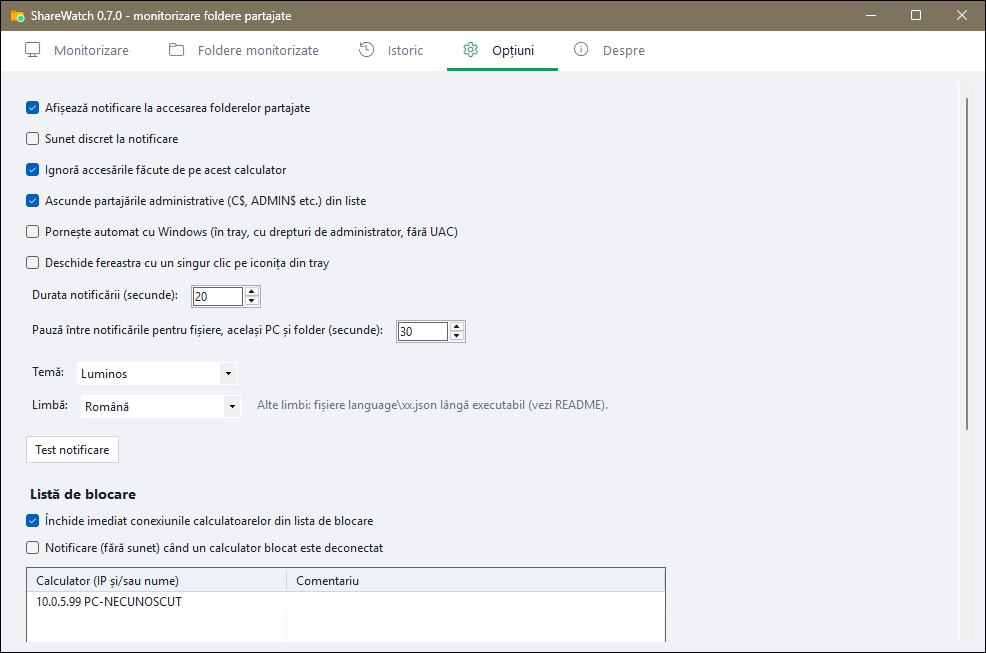 ShareWatch 0.7.0 - monitorizare foldere partajate
Monitorizare Foldere monitorizate Istoric Opțiuni Despre
Afișează notificare la accesarea folderelor partajate
Sunet discret la notificare
Ignoră accesările făcute de pe acest calculator
Ascunde partajările administrative (C$, ADMIN$ etc.) din liste
Pornește automat cu Windows (în tray, cu drepturi de administrator, fără UAC)
Deschide fereastra cu un singur clic pe iconița din tray
Durata notificării (secunde): 20
Pauză între notificările pentru fișiere, același PC și folder (secunde): 30
Temă: Luminos
Limbă: Română Alte limbi: fișiere language\xx.json lângă executabil (vezi README).
Test notificare
Listă de blocare
Închide imediat conexiunile calculatoarelor din lista de blocare
Notificare (fără sunet) când un calculator blocat este deconectat
Calculator (IP și/sau nume) Comentariu
10.0.5.99 PC-NECUNOSCUT